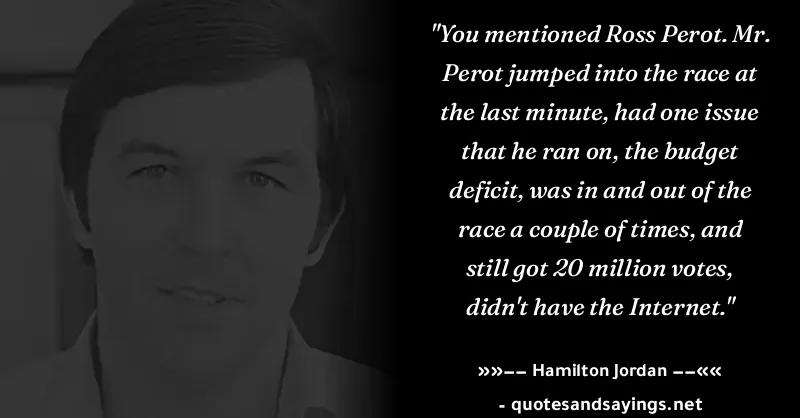 "You mentioned Ross Perot. Mr.
Perot jumped into the race at
the last minute, had one issue
that he ran on, the budget
deficit, was in and out of the
race a couple of times, and
still got 20 million votes,
didn't have the Internet."
»»—— Hamilton Jordan ——««
- quotesandsayings.net